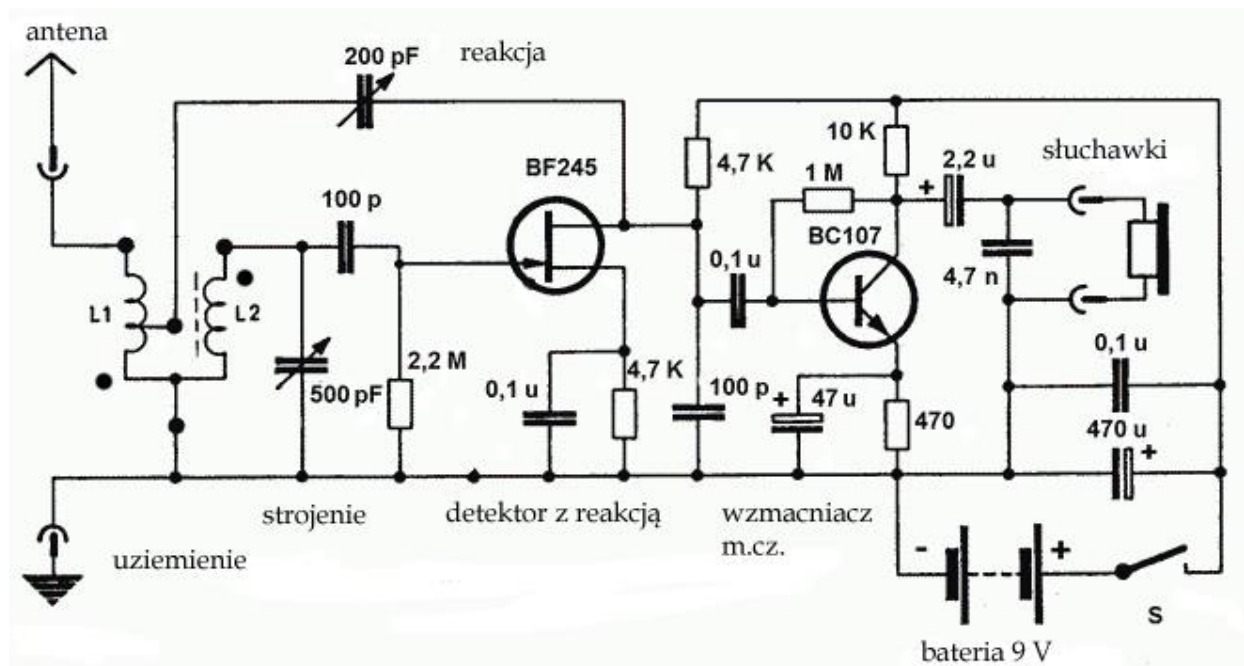 antena
200 pF
reakcja
BF245
4,7 K
10 K
1 M
2,2 u
słuchawki
100 p
BC107
0,1 u
4,7 n
L1
L2
500 pF
2,2 M
0,1 u
4,7 K
100 p
+
47 u
470
+
0,1 u
470 u
+
strojenie
detektor z reakcją
wzmacniacz
m.cz.
uziemienie
-
+
S
bateria 9 V